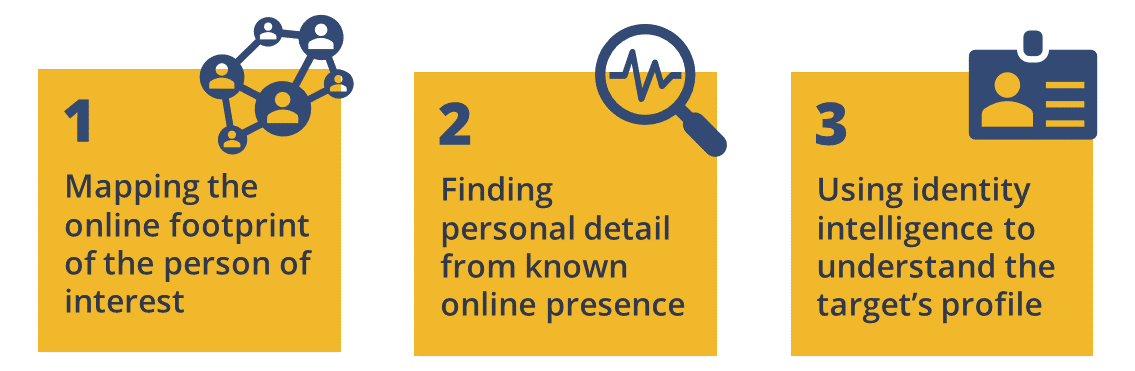 1
Mapping the
online footprint
of the person of
interest
2
Finding
personal detail
from known
online presence
3
Using identity
intelligence to
understand the
target’s profile